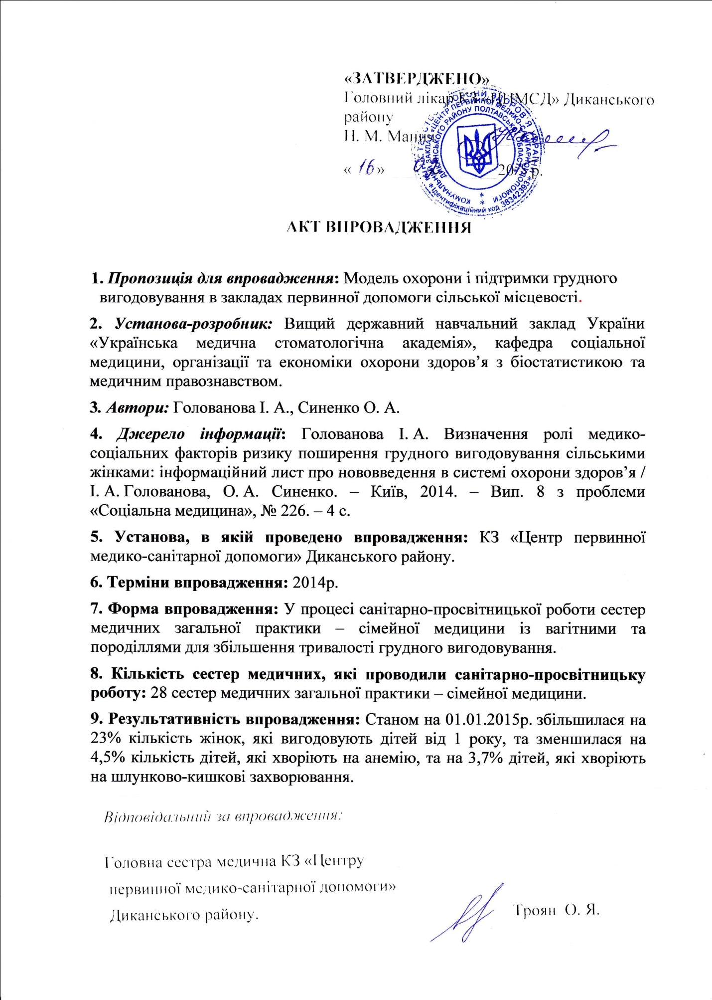 «ЗАТВЕРДЖЕНО»
Головний лікар КЗ «ЦПМСД» Диканського
району
Н. М. Манич
« 16 » 02 2015 р.
МІНІСТЕРСТВО ОХОРОНИ ЗДОРОВ'Я УКРАЇНИ
* Ідентифікаційний код 38342393 *
КОМУНАЛЬНИЙ ЗАКЛАД «ЦЕНТР ПЕРВИННОЇ МЕДИКО-САНІТАРНОЇ ДОПОМОГИ
ДИКАНСЬКОГО РАЙОНУ ПОЛТАВСЬКОЇ ОБЛАСТІ»
АКТ ВПРОВАДЖЕННЯ
1. Пропозиція для впровадження: Модель охорони і підтримки грудного
вигодовування в закладах первинної допомоги сільської місцевості.
2. Установа-розробник: Вищий державний навчальний заклад України
«Українська медична стоматологічна академія», кафедра соціальної
медицини, організації та економіки охорони здоров’я з біостатистикою та
медичним правознавством.
3. Автори: Голованова І. А., Синенко О. А.
4. Джерело інформації: Голованова І. А. Визначення ролі медико-
соціальних факторів ризику поширення грудного вигодовування сільськими
жінками: інформаційний лист про нововведення в системі охорони здоров’я /
І. А. Голованова, О. А. Синенко. – Київ, 2014. – Вип. 8 з проблеми
«Соціальна медицина», № 226. – 4 с.
5. Установа, в якій проведено впровадження: КЗ «Центр первинної
медико-санітарної допомоги» Диканського району.
6. Терміни впровадження: 2014р.
7. Форма впровадження: У процесі санітарно-просвітницької роботи сестер
медичних загальної практики – сімейної медицини із вагітними та
породіллями для збільшення тривалості грудного вигодовування.
8. Кількість сестер медичних, які проводили санітарно-просвітницьку
роботу: 28 сестер медичних загальної практики – сімейної медицини.
9. Результативність впровадження: Станом на 01.01.2015р. збільшилася на
23% кількість жінок, які вигодовують дітей від 1 року, та зменшилася на
4,5% кількість дітей, які хворіють на анемію, та на 3,7% дітей, які хворіють
на шлунково-кишкові захворювання.
Відповідальний за впровадження:
Головна сестра медична КЗ «Центру
первинної медико-санітарної допомоги»
Диканського району.
Троян О. Я.